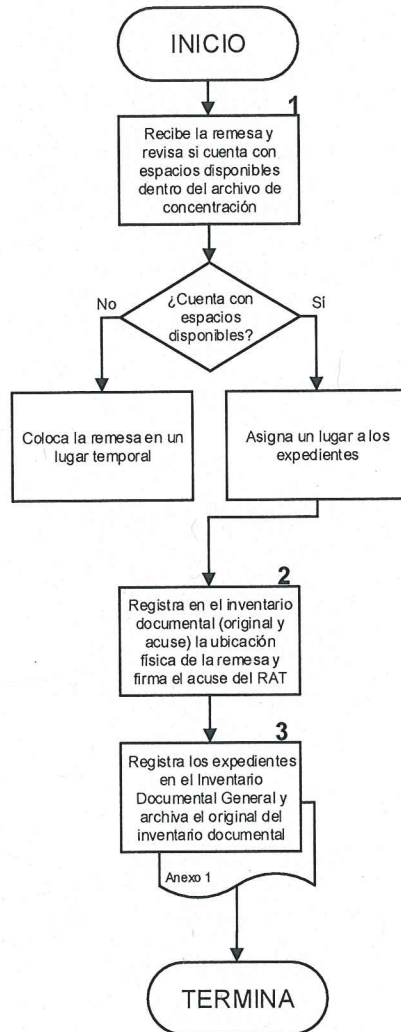 INICIO
1
Recibe la remesa y
revisa si cuenta con
espacios disponibles
dentro del archivo de
concentración
¿Cuenta con
espacios
disponibles?
No
Sí
Coloca la remesa en un
lugar temporal
Asigna un lugar a los
expedientes
2
Registra en el inventario
documental (original y
acuse) la ubicación
física de la remesa y
firma el acuse del RAT
3
Registra los expedientes
en el Inventario
Documental General y
archiva el original del
inventario documental
Anexo 1
TERMINA